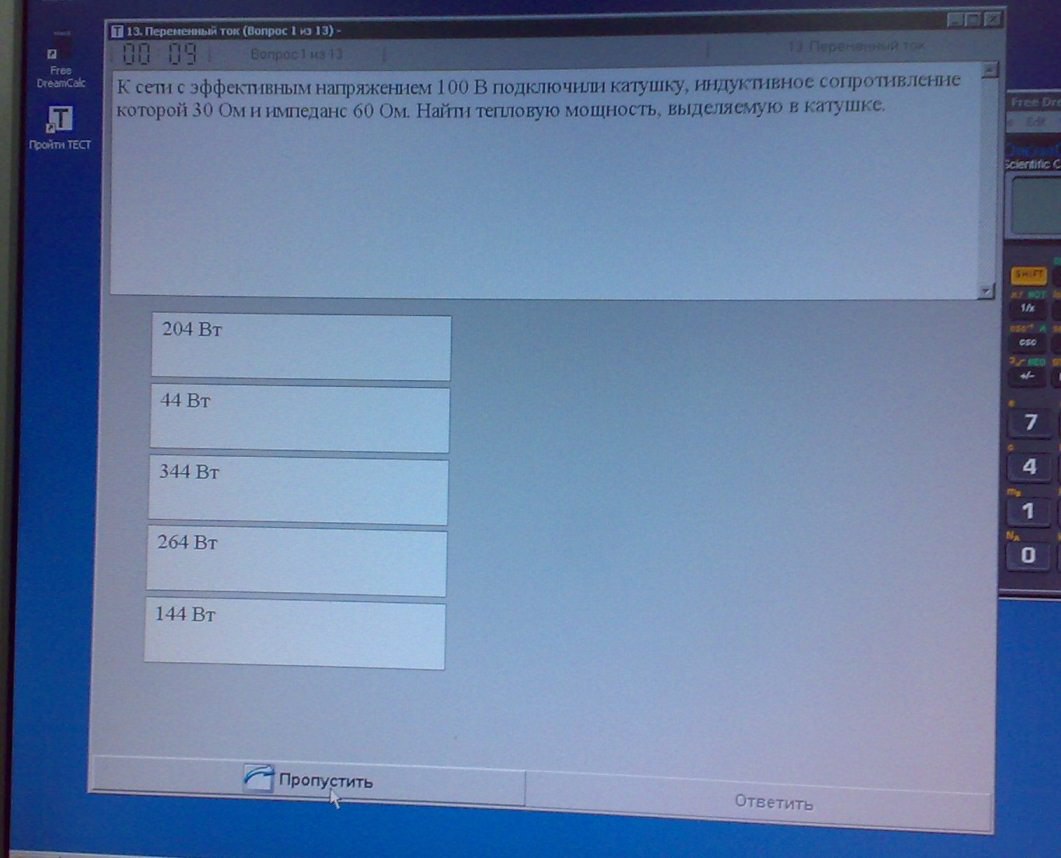 13. Переменный ток (Вопрос 1 из 13) -
00 09
Вопрос 1 из 13
13. Переменный ток
Free
DreamCalc
Пройти ТЕСТ
К сети с эффективным напряжением 100 В подключили катушку, индуктивное сопротивление
которой 30 Ом и импеданс 60 Ом. Найти тепловую мощность, выделяемую в катушке.
204 Вт
44 Вт
344 Вт
264 Вт
144 Вт
Пропустить
Ответить
Free Dre
Edit
Scientific C
SHIFT
1/x
csc
+/-
7
4
1
0